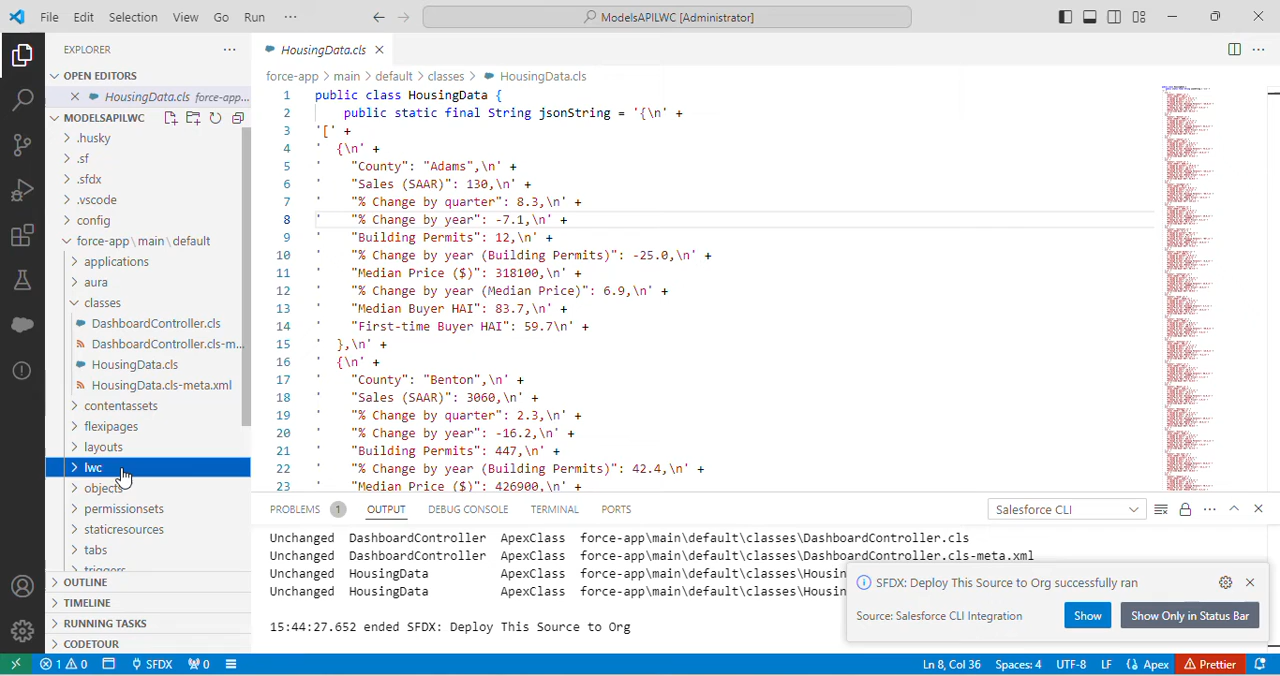 File Edit Selection View Go Run ··· ModelsAPILWC [Administrator]
EXPLORER ···
OPEN EDITORS
HousingData.cls force-app...
MODELSAPILWC
.husky
.sf
.sfdx
.vscode
config
force-app\main\default
applications
aura
classes
DashboardController.cls
DashboardController.cls-m...
HousingData.cls
HousingData.cls-meta.xml
contentassets
flexipages
layouts
lwc
objects
permissionsets
staticresources
tabs
triggers
OUTLINE
TIMELINE
RUNNING TASKS
CODETOUR
HousingData.cls
force-app > main > default > classes > HousingData.cls
1 public class HousingData {
2 public static final String jsonString = '{\n' +
3 '[' +
4 ' {\n' +
5 ' "County": "Adams",\n' +
6 ' "Sales (SAAR)": 130,\n' +
7 ' "% Change by quarter": 8.3,\n' +
8 ' "% Change by year": -7.1,\n' +
9 ' "Building Permits": 12,\n' +
10 ' "% Change by year (Building Permits)": -25.0,\n' +
11 ' "Median Price ($)": 318100,\n' +
12 ' "% Change by year (Median Price)": 6.9,\n' +
13 ' "Median Buyer HAI": 83.7,\n' +
14 ' "First-time Buyer HAI": 59.7\n' +
15 ' },\n' +
16 ' {\n' +
17 ' "County": "Benton",\n' +
18 ' "Sales (SAAR)": 3060,\n' +
19 ' "% Change by quarter": 2.3,\n' +
20 ' "% Change by year": -16.2,\n' +
21 ' "Building Permits": 447,\n' +
22 ' "% Change by year (Building Permits)": 42.4,\n' +
23 ' "Median Price ($)": 426900,\n' +
PROBLEMS 1 OUTPUT DEBUG CONSOLE TERMINAL PORTS Salesforce CLI
Unchanged DashboardController ApexClass force-app\main\default\classes\DashboardController.cls
Unchanged DashboardController ApexClass force-app\main\default\classes\DashboardController.cls-meta.xml
Unchanged HousingData ApexClass force-app\main\default\classes\Housin
Unchanged HousingData ApexClass force-app\main\default\classes\Housin
15:44:27.652 ended SFDX: Deploy This Source to Org
SFDX: Deploy This Source to Org successfully ran
Source: Salesforce CLI Integration Show Show Only in Status Bar
1 0 SFDX 0 Ln 8, Col 36 Spaces: 4 UTF-8 LF {} Apex Prettier